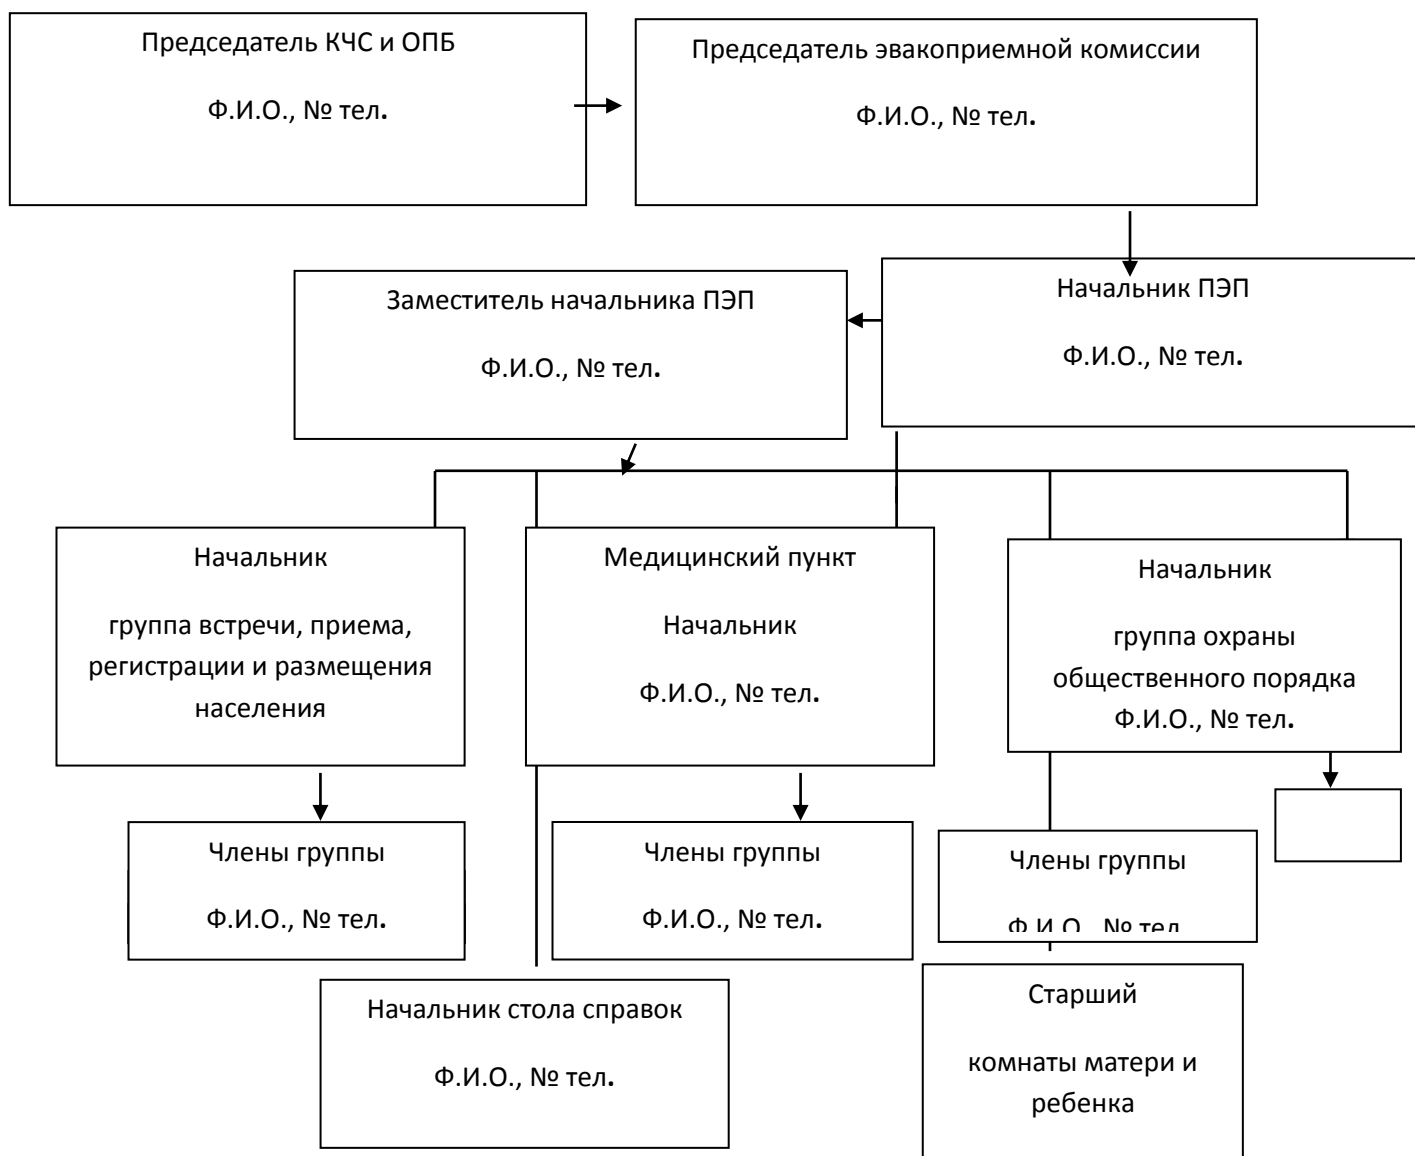 Председатель КЧС и ОПБ
Ф.И.О., № тел.
Председатель эвакоприемной комиссии
Ф.И.О., № тел.
Заместитель начальника ПЭП
Ф.И.О., № тел.
Начальник ПЭП
Ф.И.О., № тел.
Начальник
группа встречи, приема,
регистрации и размещения
населения
Медицинский пункт
Начальник
Ф.И.О., № тел.
Начальник
группа охраны
общественного порядка
Ф.И.О., № тел.
Члены группы
Ф.И.О., № тел.
Члены группы
Ф.И.О., № тел.
Члены группы
Ф.И.О., № тел
Начальник стола справок
Ф.И.О., № тел.
Старший
комнаты матери и
ребенка